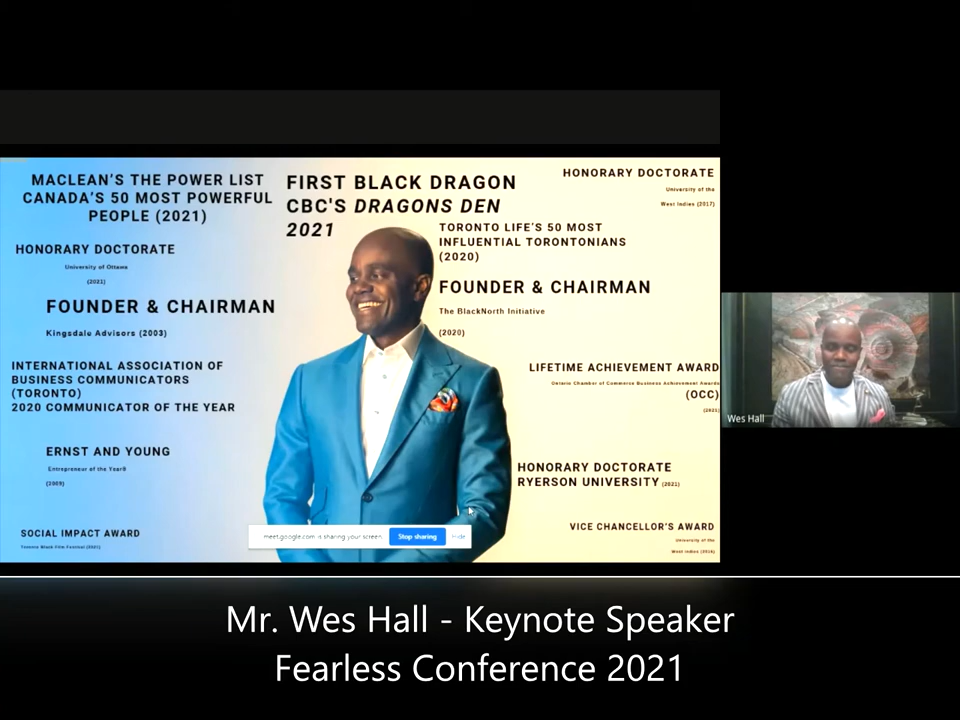 MACLEAN'S THE POWER LIST
CANADA'S 50 MOST POWERFUL
PEOPLE (2021)
HONORARY DOCTORATE
University of Ottawa
(2021)
FOUNDER & CHAIRMAN
Kingsdale Advisors (2003)
INTERNATIONAL ASSOCIATION OF
BUSINESS COMMUNICATORS
(TORONTO)
2020 COMMUNICATOR OF THE YEAR
ERNST AND YOUNG
Entrepreneur of the Year®
(2009)
SOCIAL IMPACT AWARD
Toronto Black Film Festival (2021)
FIRST BLACK DRAGON
CBC'S DRAGONS DEN
2021
HONORARY DOCTORATE
University of the
West Indies (2017)
TORONTO LIFE'S 50 MOST
INFLUENTIAL TORONTONIANS
(2020)
FOUNDER & CHAIRMAN
The BlackNorth Initiative
(2020)
LIFETIME ACHIEVEMENT AWARD
Ontario Chamber of Commerce Business Achievement Awards
(OCC)
(2021)
HONORARY DOCTORATE
RYERSON UNIVERSITY (2021)
VICE CHANCELLOR'S AWARD
University of the
West Indies (2016)
meet.google.com is sharing your screen. Stop sharing Hide
Wes Hall
Mr. Wes Hall - Keynote Speaker
Fearless Conference 2021